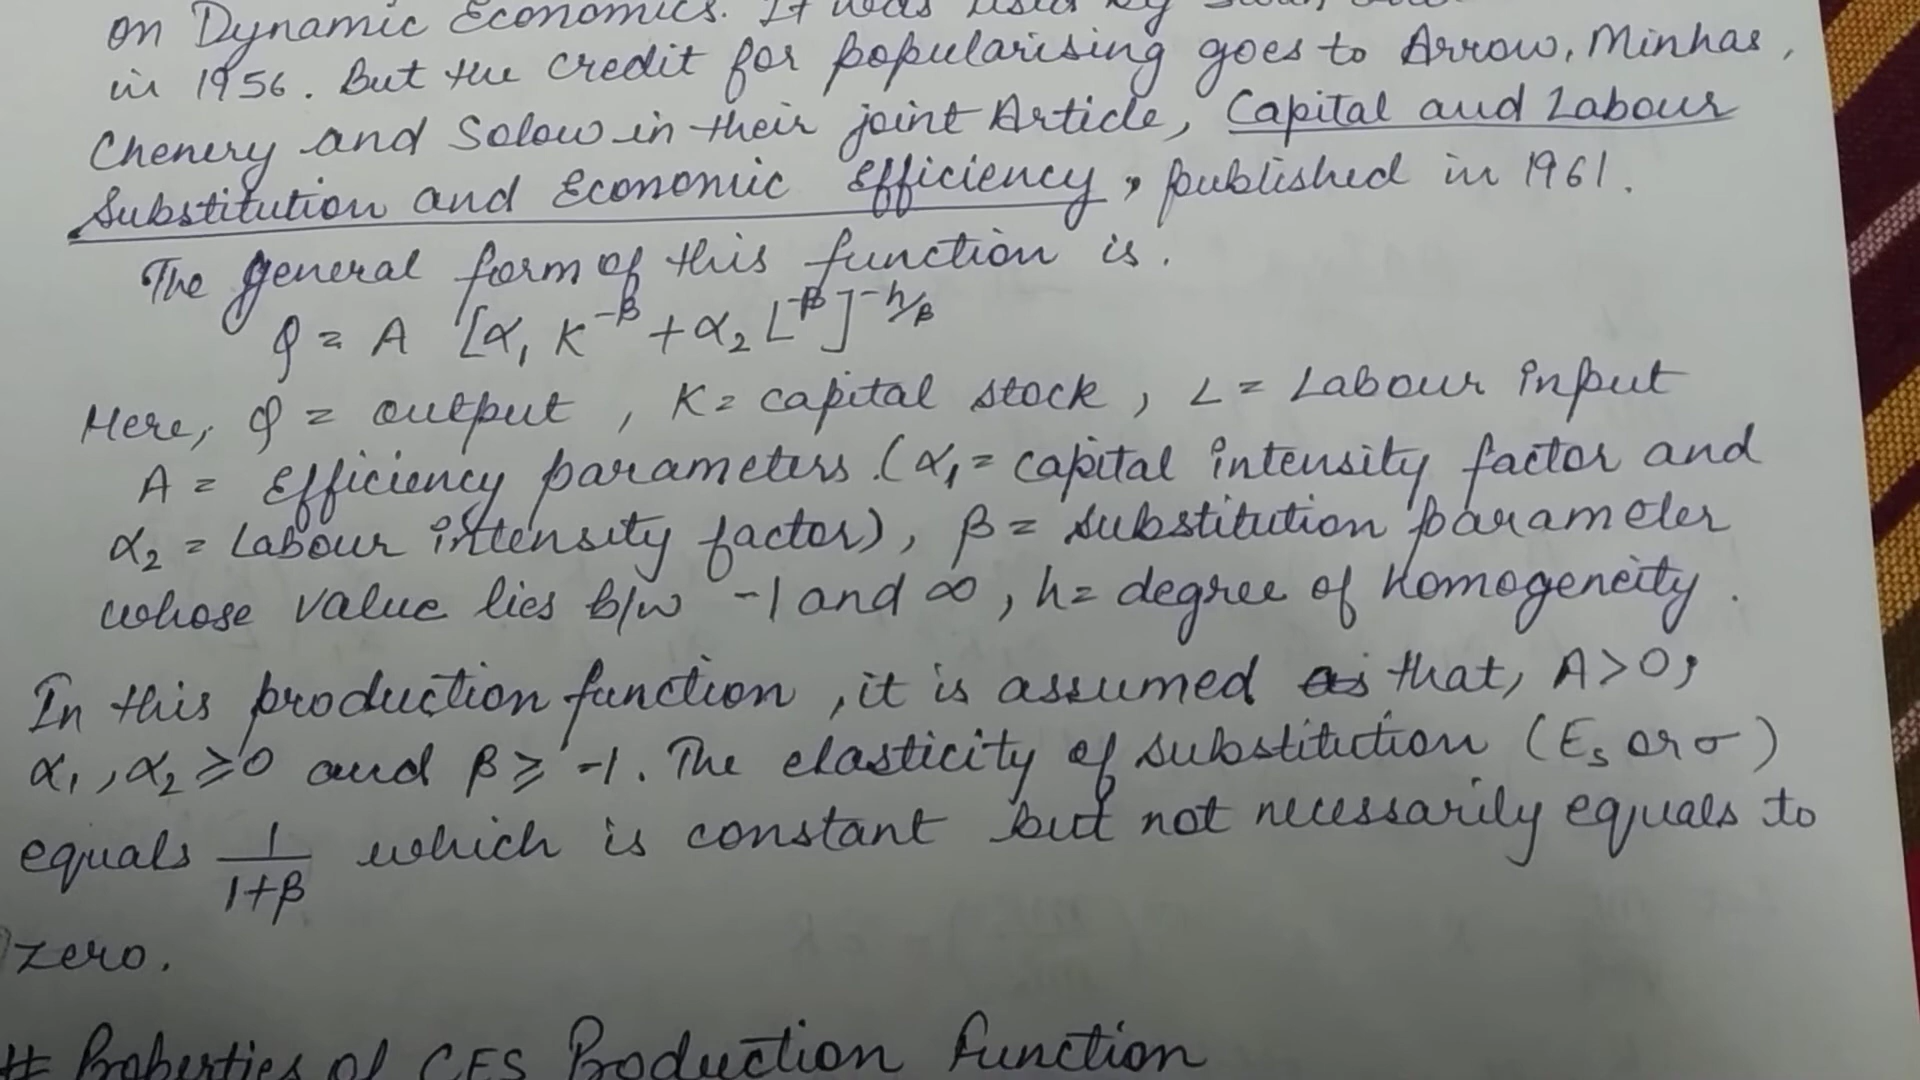 on Dynamic Economics. It was used by
in 1956. But the credit for popularising goes to Arrow, Minhas,
Chenery and Solow in their joint Article, Capital and Labour
Substitution and Economic Efficiency, published in 1961.
The general form of this function is.
Q = A [α₁ K^-β + α₂ L^-β]^-h/β
Here, Q = output, K = capital stock, L = Labour input
A = Efficiency parameters. (α₁ = capital intensity factor and
α₂ = Labour intensity factor), β = substitution parameter
whose value lies b/w -1 and ∞, h = degree of homogeneity.
In this production function, it is assumed as that, A>0;
α₁, α₂ ⩾ 0 and β ⩾ -1. The elasticity of substitution (Es or σ)
equals 1/1+β which is constant but not necessarily equals to
zero.
# Properties of CES Production Function